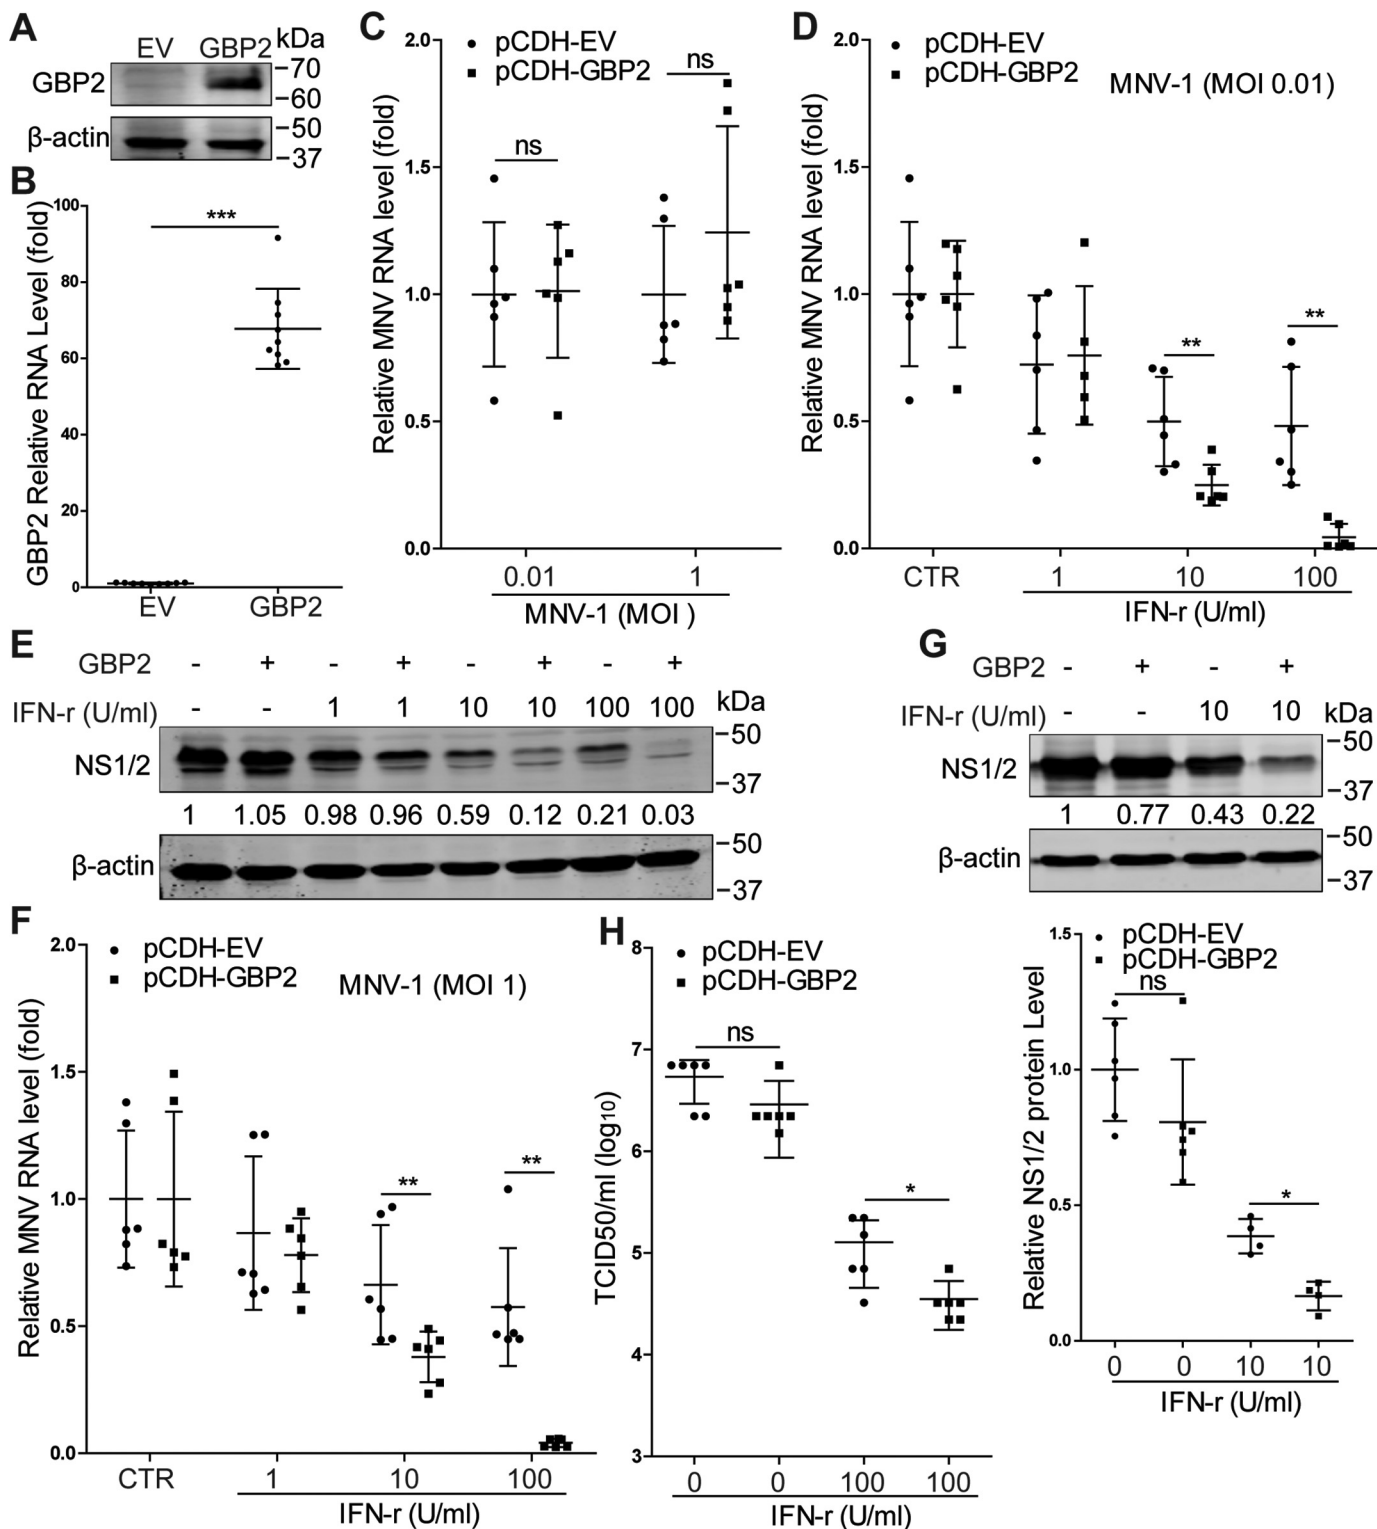 A
EV GBP2 kDa
GBP2
–70
–60
β-actin
–50
–37
B
GBP2 Relative RNA Level (fold)
100
80
60
40
20
0
***
EV GBP2
C
pCDH-EV
pCDH-GBP2
Relative MNV RNA level (fold)
2.0
1.5
1.0
0.5
0.0
ns
ns
0.01 1
MNV-1 (MOI )
D
pCDH-EV
pCDH-GBP2
MNV-1 (MOI 0.01)
Relative MNV RNA level (fold)
2.0
1.5
1.0
0.5
0.0
**
**
CTR 1 10 100
IFN-r (U/ml)
E
GBP2 - + - + - + - +
IFN-r (U/ml) - - 1 1 10 10 100 100 kDa
NS1/2
–50
–37
1 1.05 0.98 0.96 0.59 0.12 0.21 0.03
β-actin
–50
–37
G
GBP2 - + - +
IFN-r (U/ml) - - 10 10 kDa
NS1/2
–50
–37
1 0.77 0.43 0.22
β-actin
–50
–37
pCDH-EV
pCDH-GBP2
Relative NS1/2 protein Level
1.5
1.0
0.5
0.0
ns
*
0 0 10 10
IFN-r (U/ml)
F
pCDH-EV
pCDH-GBP2
MNV-1 (MOI 1)
Relative MNV RNA level (fold)
2.0
1.5
1.0
0.5
0.0
**
**
CTR 1 10 100
IFN-r (U/ml)
H
pCDH-EV
pCDH-GBP2
TCID50/ml (log10)
8
7
6
5
4
3
ns
*
0 0 100 100
IFN-r (U/ml)